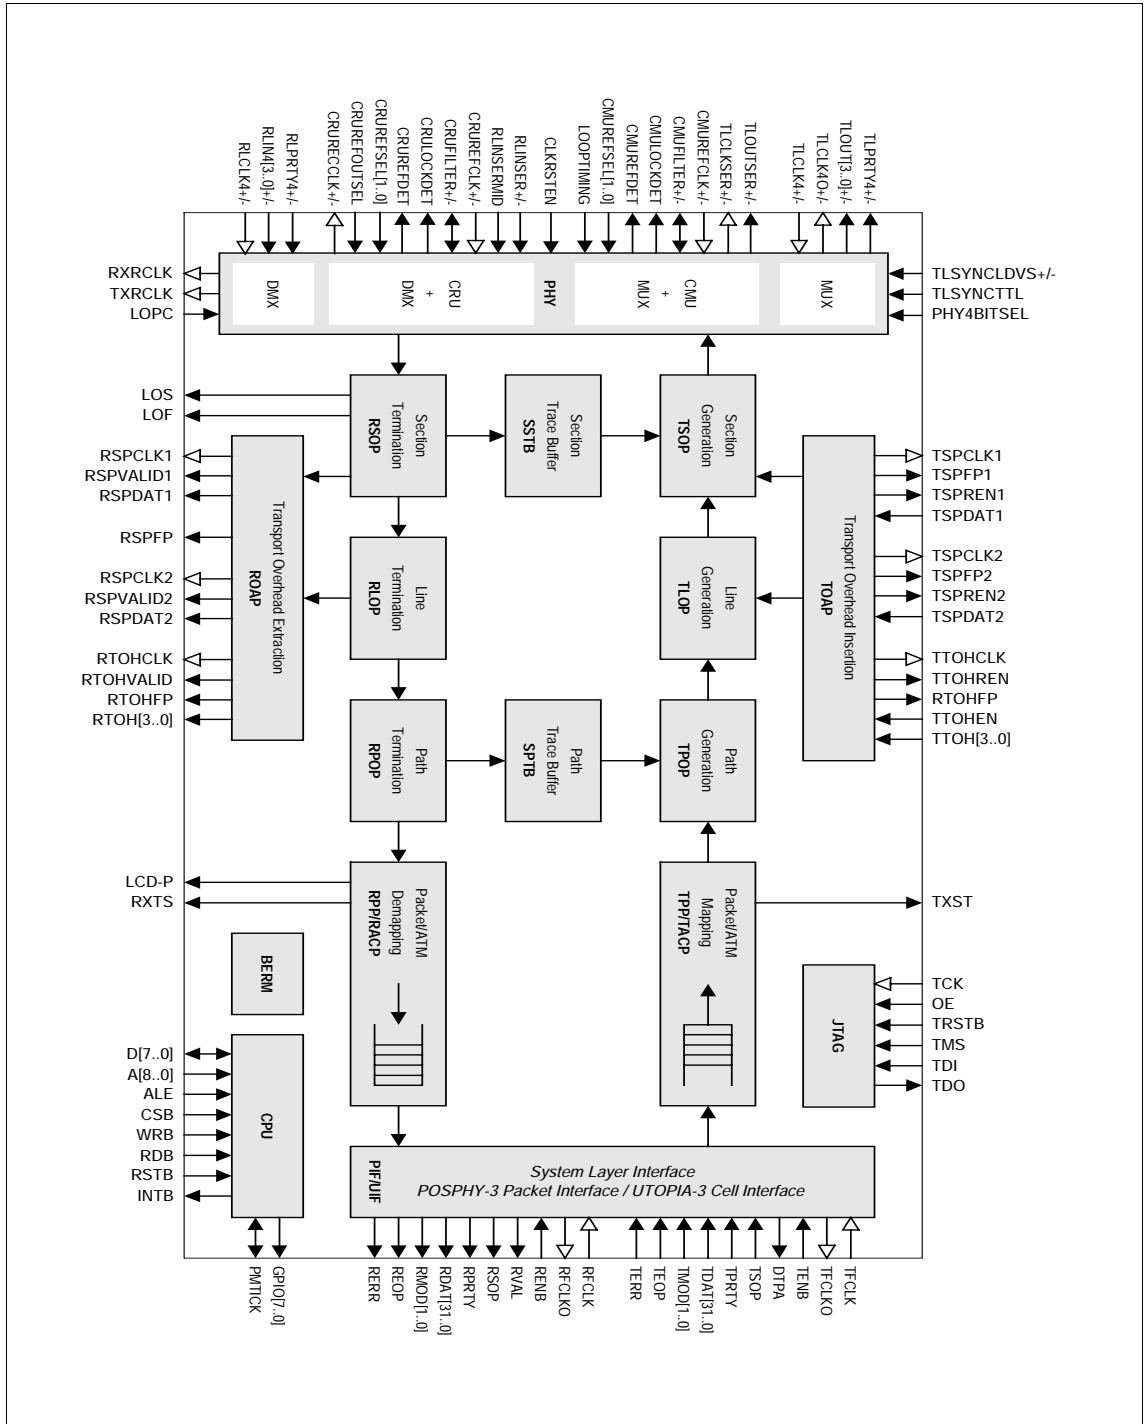 RLCLK4+/-
RLIN4[3..0]+/-
RLPRTY4+/-
CRURECCLK+/-
CRUREFOUTSEL
CRUREFSEL[1..0]
CRUREFDET
CRULOCKDET
CRUFILTER+/-
CRUREFCLK+/-
RLINSERMID
RLINSER+/-
CLKRSTEN
LOOPTIMING
CMUREFSEL[1..0]
CMUREFDET
CMULOCKDET
CMUFILTER+/-
CMUREFCLK+/-
TLCLKSER+/-
TLOUTSER+/-
TLCLK4+/-
TLCLK4O+/-
TLOUT[3..0]+/-
TLPRTY4+/-
RXRCLK
TXRCLK
LOPC
DMX
CRU
+
DMX
PHY
CMU
+
MUX
MUX
TLSYNCLDVS+/-
TLSYNCTTL
PHY4BITSEL
LOS
LOF
Section
Termination
RSOP
Section
Trace Buffer
SSTB
Section
Generation
TSOP
RSPCLK1
RSPVALID1
RSPDAT1
RSPFP
RSPCLK2
RSPVALID2
RSPDAT2
RTOHCLK
RTOHVALID
RTOHFP
RTOH[3..0]
Transport Overhead Extraction
ROAP
Line
Termination
RLOP
Line
Generation
TLOP
Transport Overhead Insertion
TOAP
TSPCLK1
TSPFP1
TSPREN1
TSPDAT1
TSPCLK2
TSPFP2
TSPREN2
TSPDAT2
TTOHCLK
TTOHREN
RTOHFP
TTOHEN
TTOH[3..0]
Path
Termination
RPOP
Path
Trace Buffer
SPTB
Path
Generation
TPOP
LCD-P
RXTS
Packet/ATM
Demapping
RPP/RACP
Packet/ATM
Mapping
TPP/TACP
TXST
BERM
JTAG
TCK
OE
TRSTB
TMS
TDI
TDO
D[7..0]
A[8..0]
ALE
CSB
WRB
RDB
RSTB
INTB
CPU
PIF/UIF
System Layer Interface
POSPHY-3 Packet Interface / UTOPIA-3 Cell Interface
PMTICK
GPIO[7..0]
RERR
REOP
RMOD[1..0]
RDAT[31..0]
RPRTY
RSOP
RVAL
RENB
RFCLKO
RFCLK
TERR
TEOP
TMOD[1..0]
TDAT[31..0]
TPRTY
TSOP
DTPA
TENB
TFCLKO
TFCLK